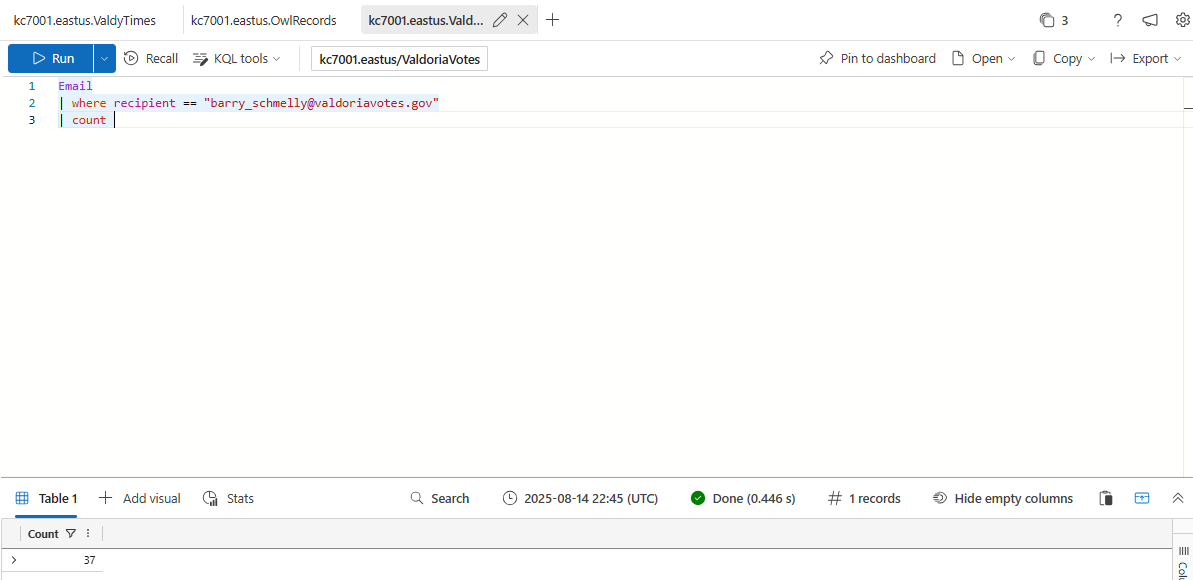 kc7001.eastus.ValdyTimes kc7001.eastus.OwlRecords kc7001.eastus.Vald... 3 ?
Run Recall KQL tools kc7001.eastus/ValdoriaVotes Pin to dashboard Open Copy Export
1 Email
2 | where recipient == "barry_schmelly@valdoriavotes.gov"
3 | count
Table 1 Add visual Stats Search 2025-08-14 22:45 (UTC) Done (0.446 s) # 1 records Hide empty columns
Count
37